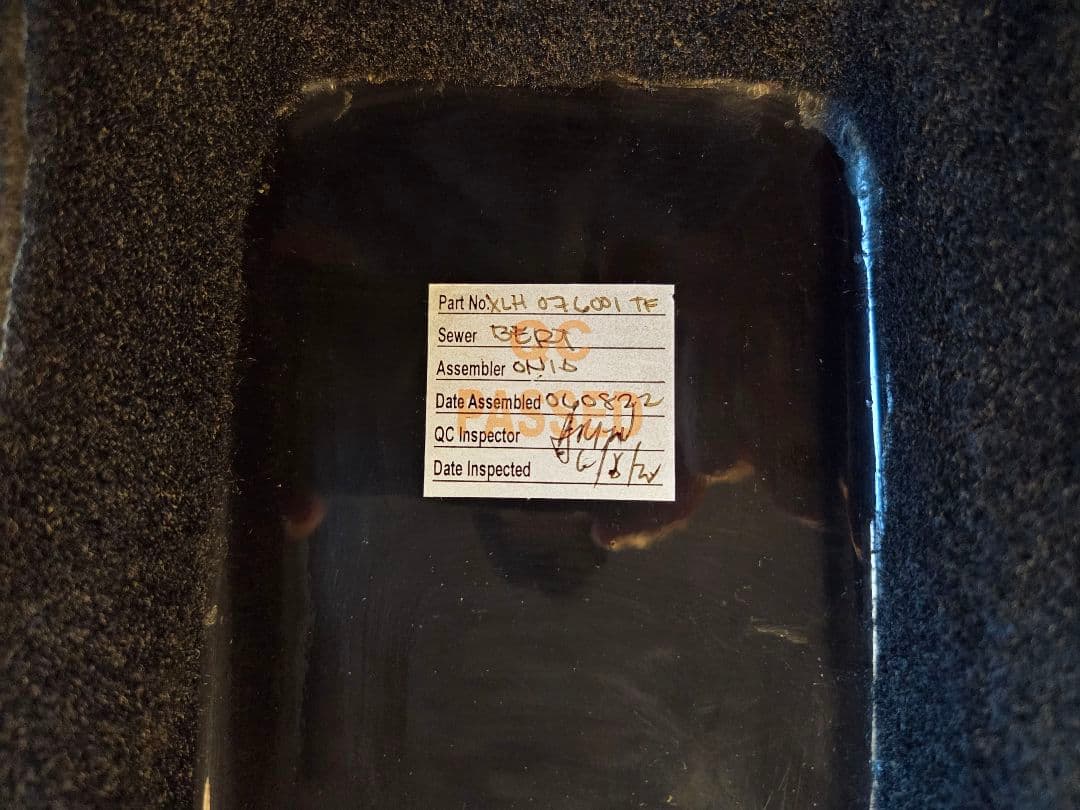 Part No. XLH 076001 TF
Sewer BERT
QC
Assembler
Date Assembled 060822
PASSED
QC Inspector
Date Inspected 6/8/22